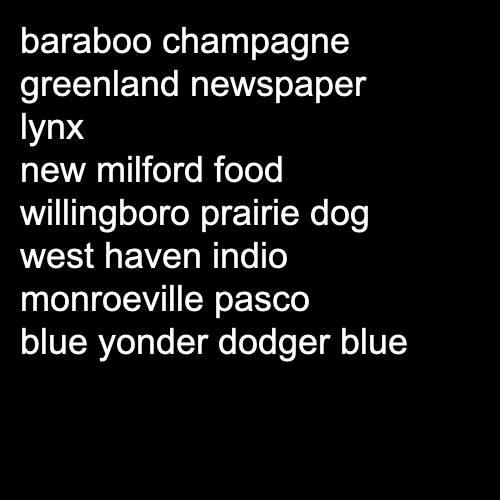 baraboo champagne
greenland newspaper
lynx
new milford food
willingboro prairie dog
west haven indio
monroeville pasco
blue yonder dodger blue